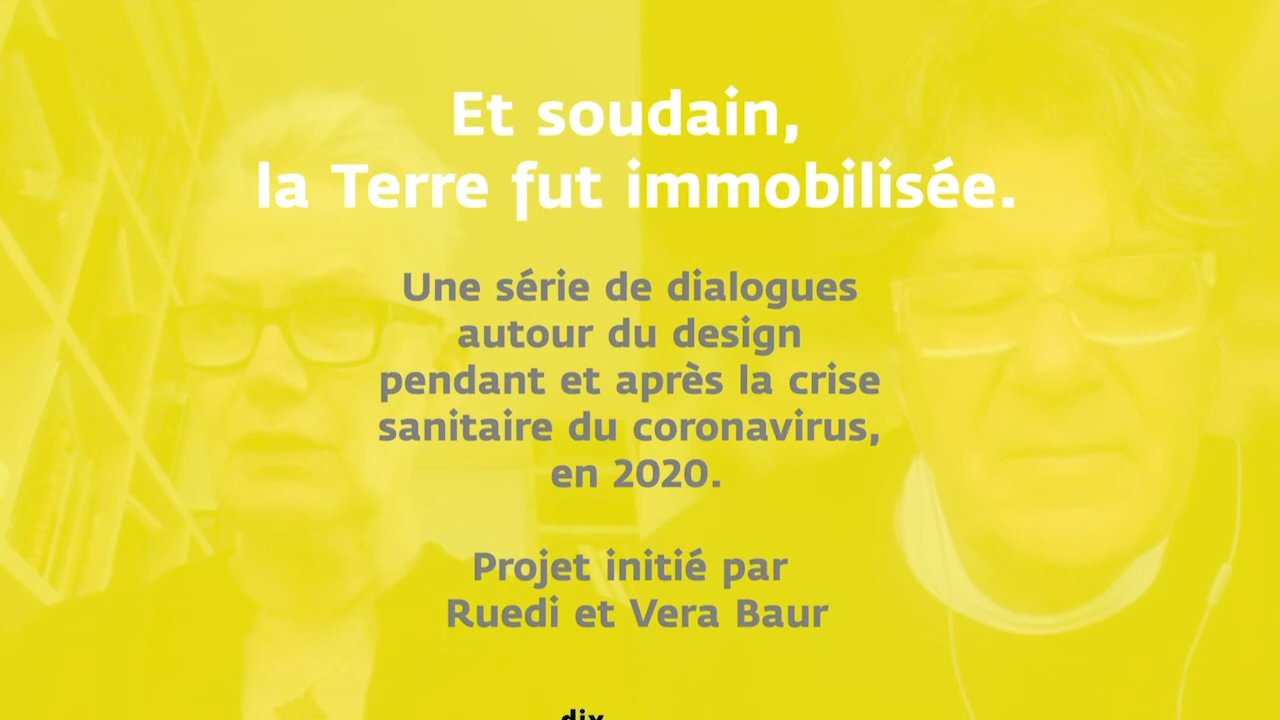 Et soudain,
la Terre fut immobilisée.
Une série de dialogues
autour du design
pendant et après la crise
sanitaire du coronavirus,
en 2020.
Projet initié par
Ruedi et Vera Baur
dix